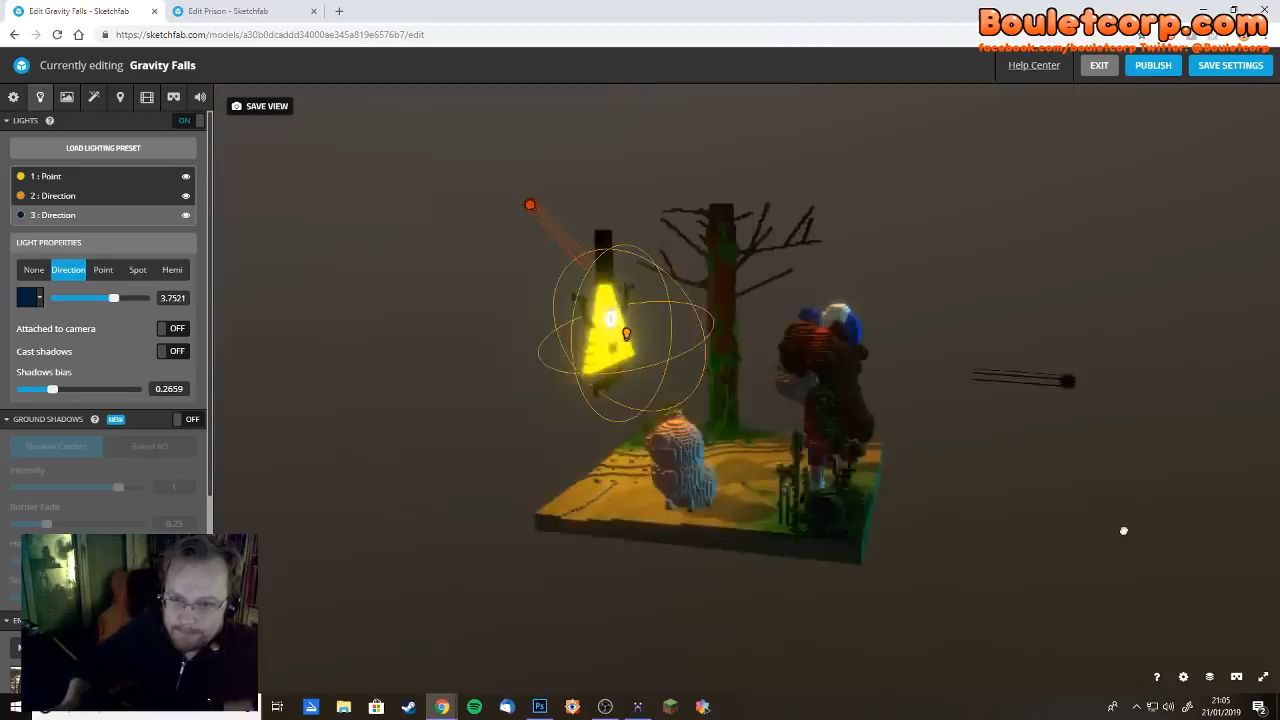 Edit Gravity Falls - Sketchfab
Edit Prison - Sketchfab
https://sketchfab.com/models/a30b0dca8dcd34000ae345a819e6576b7/edit
Bouletcorp.com
facebook.com/bouletcorp Twitter: @Bouletcorp
Currently editing Gravity Falls
Help Center
EXIT
PUBLISH
SAVE SETTINGS
SAVE VIEW
LIGHTS ON
LOAD LIGHTING PRESET
1 : Point
2 : Direction
3 : Direction
LIGHT PROPERTIES
None Direction Point Spot Hemi
3.7521
Attached to camera OFF
Cast shadows OFF
Shadows bias
0.2659
GROUND SHADOWS NEW OFF
Shadow Catcher Baked AO
Intensity
1
Border Fade
0.25
21:05
21/01/2019